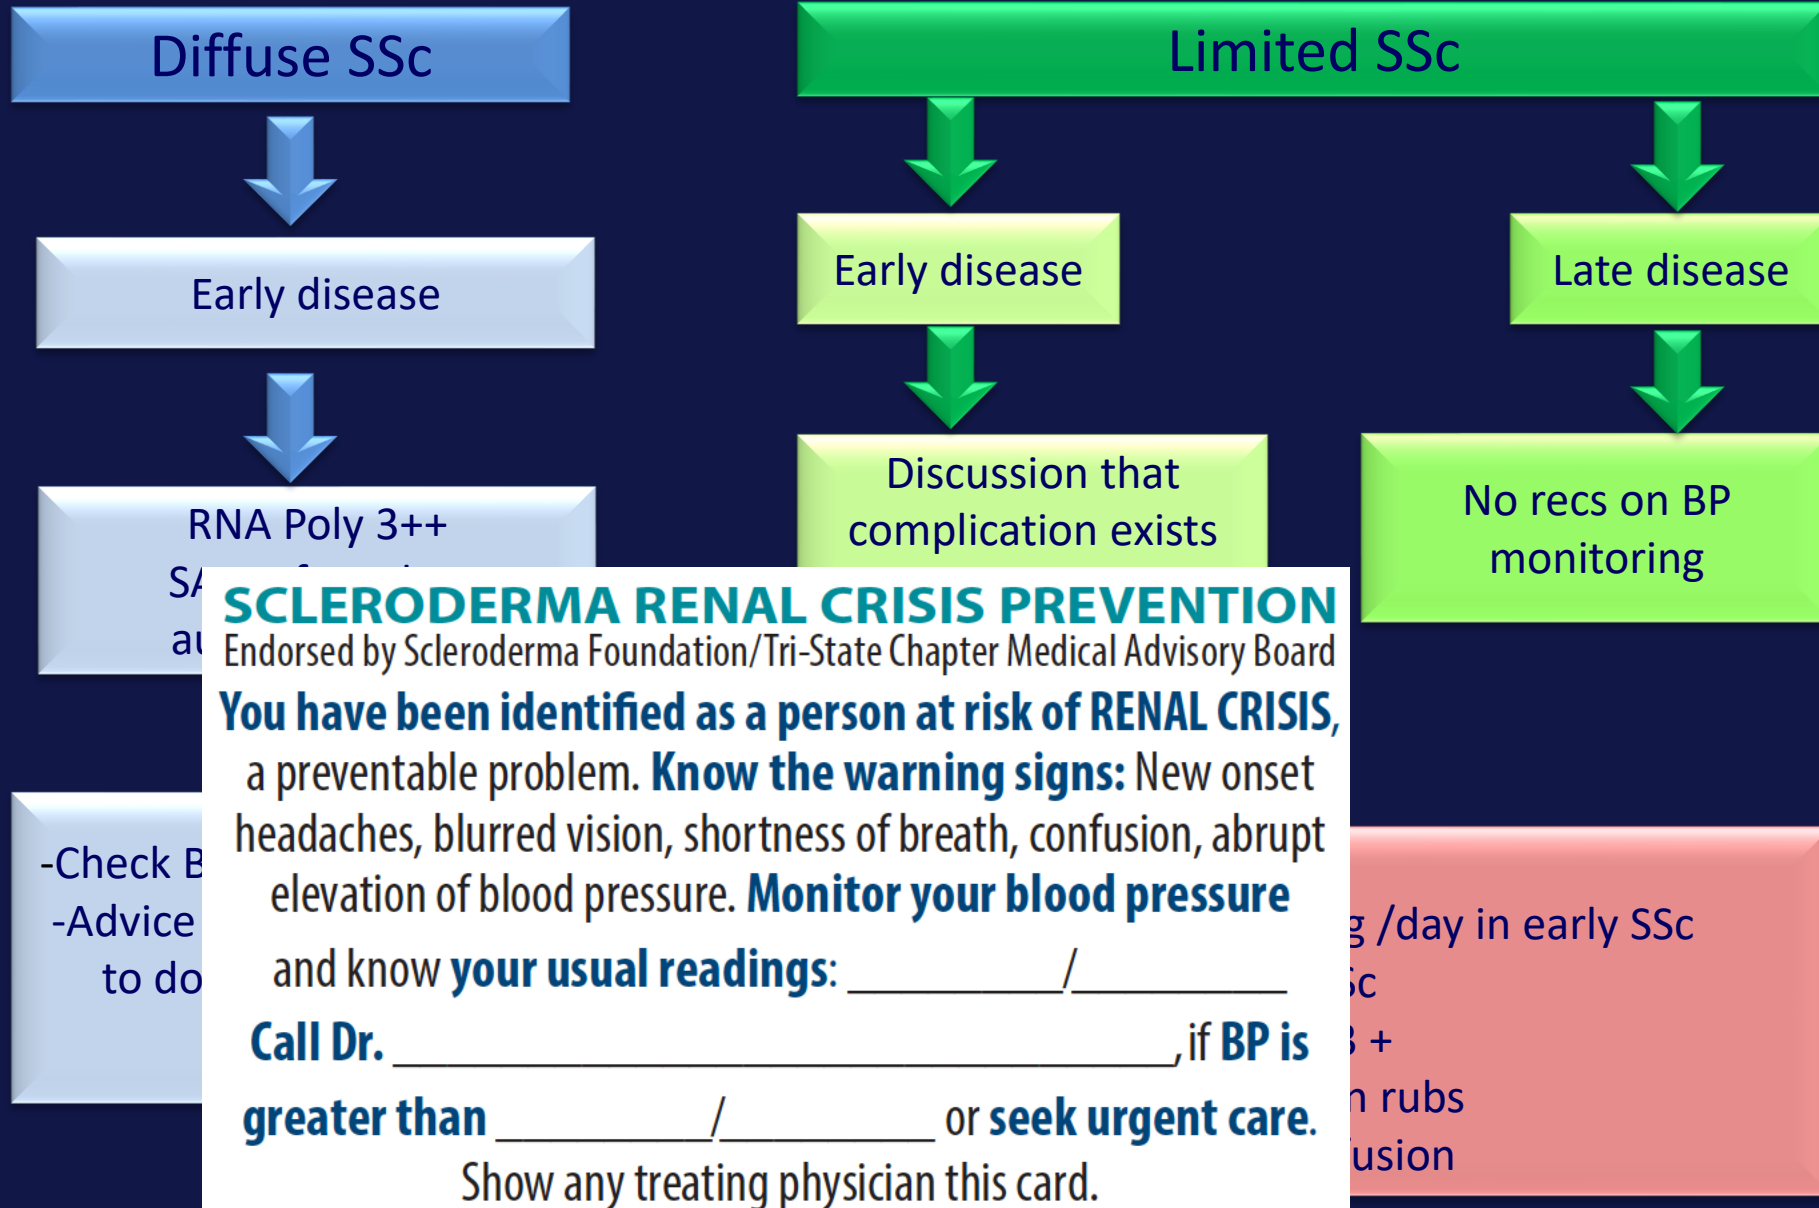 Diffuse SSc
Limited SSc
Early disease
Early disease
Late disease
RNA Poly 3++
Discussion that
complication exists
No recs on BP
monitoring
SCLERODERMA RENAL CRISIS PREVENTION
Endorsed by Scleroderma Foundation/Tri-State Chapter Medical Advisory Board
You have been identified as a person at risk of RENAL CRISIS,
a preventable problem. Know the warning signs: New onset
headaches, blurred vision, shortness of breath, confusion, abrupt
elevation of blood pressure. Monitor your blood pressure
and know your usual readings: ________/________
Call Dr. _____________________________, if BP is
greater than ________/________ or seek urgent care.
Show any treating physician this card.
-Check
-Advice
to do
/day in early SSc
+
rubs